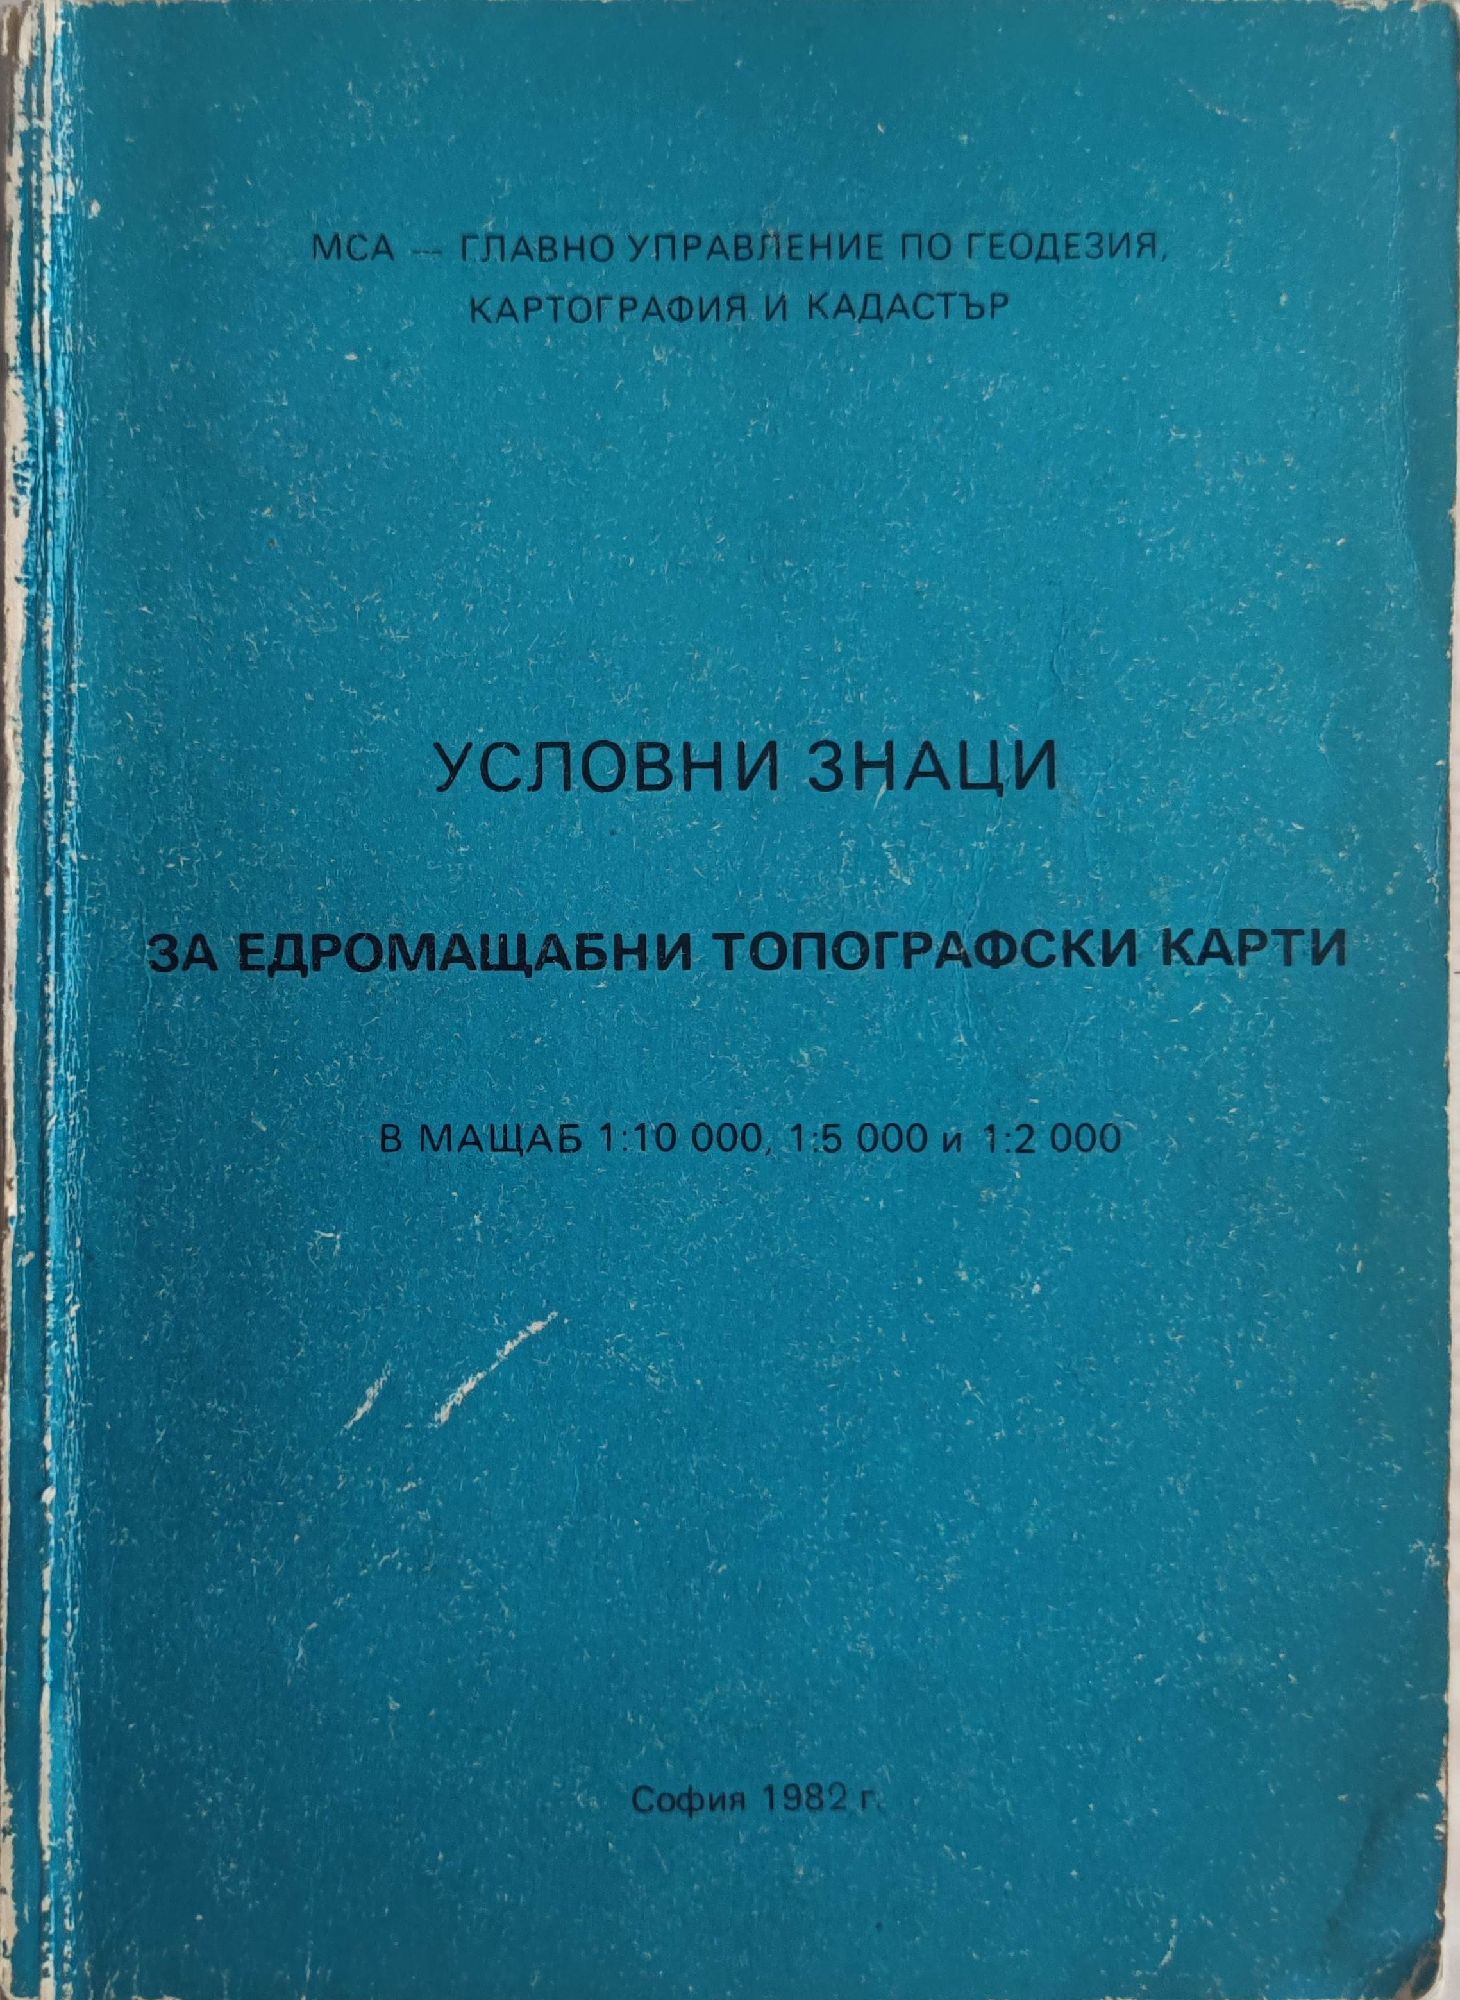 МСА — ГЛАВНО УПРАВЛЕНИЕ ПО ГЕОДЕЗИЯ,
КАРТОГРАФИЯ И КАДАСТЪР
УСЛОВНИ ЗНАЦИ
ЗА ЕДРОМАЩАБНИ ТОПОГРАФСКИ КАРТИ
В МАЩАБ 1:10 000, 1:5 000 и 1:2 000
София 1982 г.